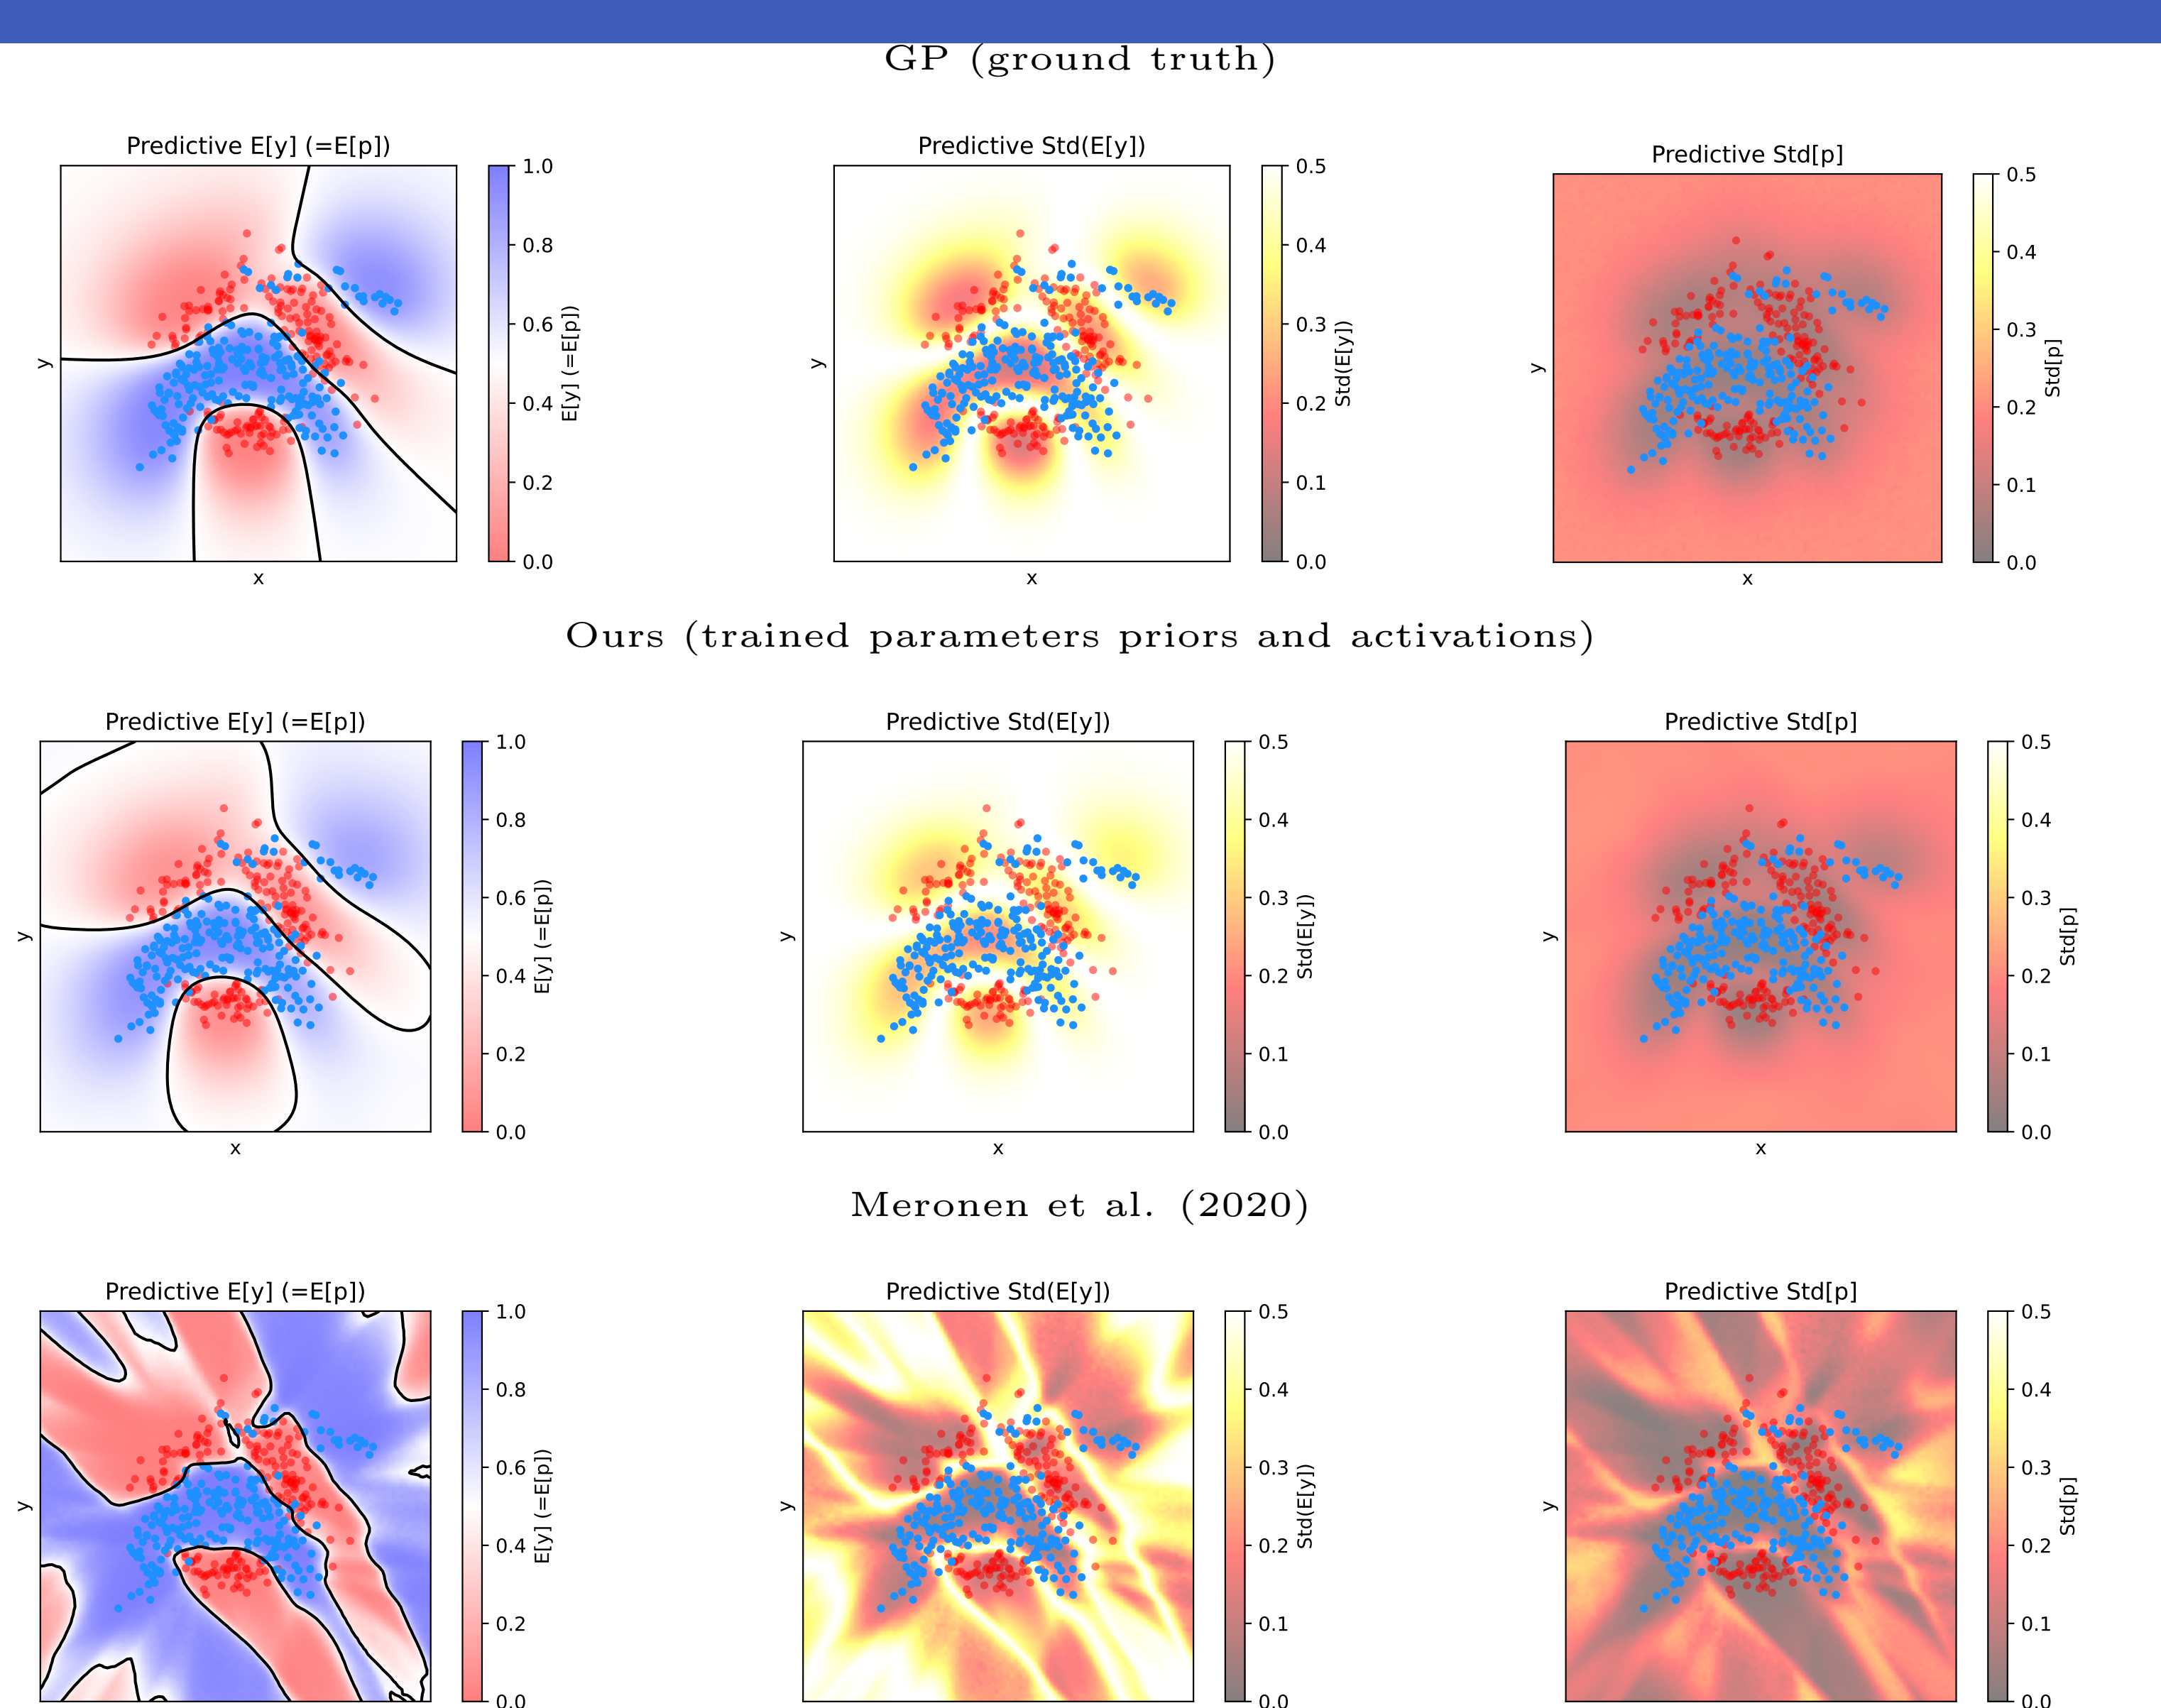 GP (ground truth)
Predictive E[y] (=E[p])
y
x
1.0
0.8
0.6
0.4
0.2
0.0
E[y] (=E[p])
Predictive Std(E[y])
y
x
0.5
0.4
0.3
0.2
0.1
0.0
Std(E[y])
Predictive Std[p]
y
x
0.5
0.4
0.3
0.2
0.1
0.0
Std[p]
Ours (trained parameters priors and activations)
Predictive E[y] (=E[p])
y
x
1.0
0.8
0.6
0.4
0.2
0.0
E[y] (=E[p])
Predictive Std(E[y])
y
x
0.5
0.4
0.3
0.2
0.1
0.0
Std(E[y])
Predictive Std[p]
y
x
0.5
0.4
0.3
0.2
0.1
0.0
Std[p]
Meronen et al. (2020)
Predictive E[y] (=E[p])
y
1.0
0.8
0.6
0.4
0.2
0.0
E[y] (=E[p])
Predictive Std(E[y])
y
0.5
0.4
0.3
0.2
0.1
0.0
Std(E[y])
Predictive Std[p]
y
0.5
0.4
0.3
0.2
0.1
0.0
Std[p]